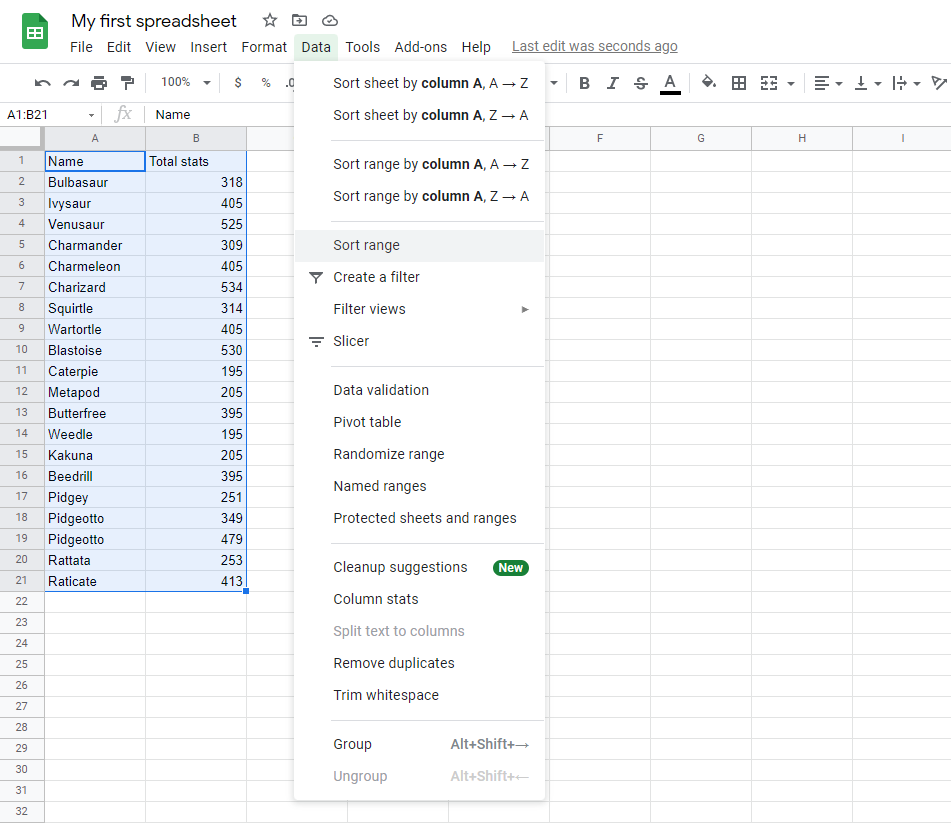 My first spreadsheet
File Edit View Insert Format Data Tools Add-ons Help Last edit was seconds ago
100% $ % .0 B I S A
A1:B21 fx Name
A B F G H I
1 Name Total stats
2 Bulbasaur 318
3 Ivysaur 405
4 Venusaur 525
5 Charmander 309
6 Charmeleon 405
7 Charizard 534
8 Squirtle 314
9 Wartortle 405
10 Blastoise 530
11 Caterpie 195
12 Metapod 205
13 Butterfree 395
14 Weedle 195
15 Kakuna 205
16 Beedrill 395
17 Pidgey 251
18 Pidgeotto 349
19 Pidgeotto 479
20 Rattata 253
21 Raticate 413
22
23
24
25
26
27
28
29
30
31
32
Sort sheet by column A, A → Z
Sort sheet by column A, Z → A
Sort range by column A, A → Z
Sort range by column A, Z → A
Sort range
Create a filter
Filter views ►
Slicer
Data validation
Pivot table
Randomize range
Named ranges
Protected sheets and ranges
Cleanup suggestions New
Column stats
Split text to columns
Remove duplicates
Trim whitespace
Group Alt+Shift+→
Ungroup Alt+Shift+←